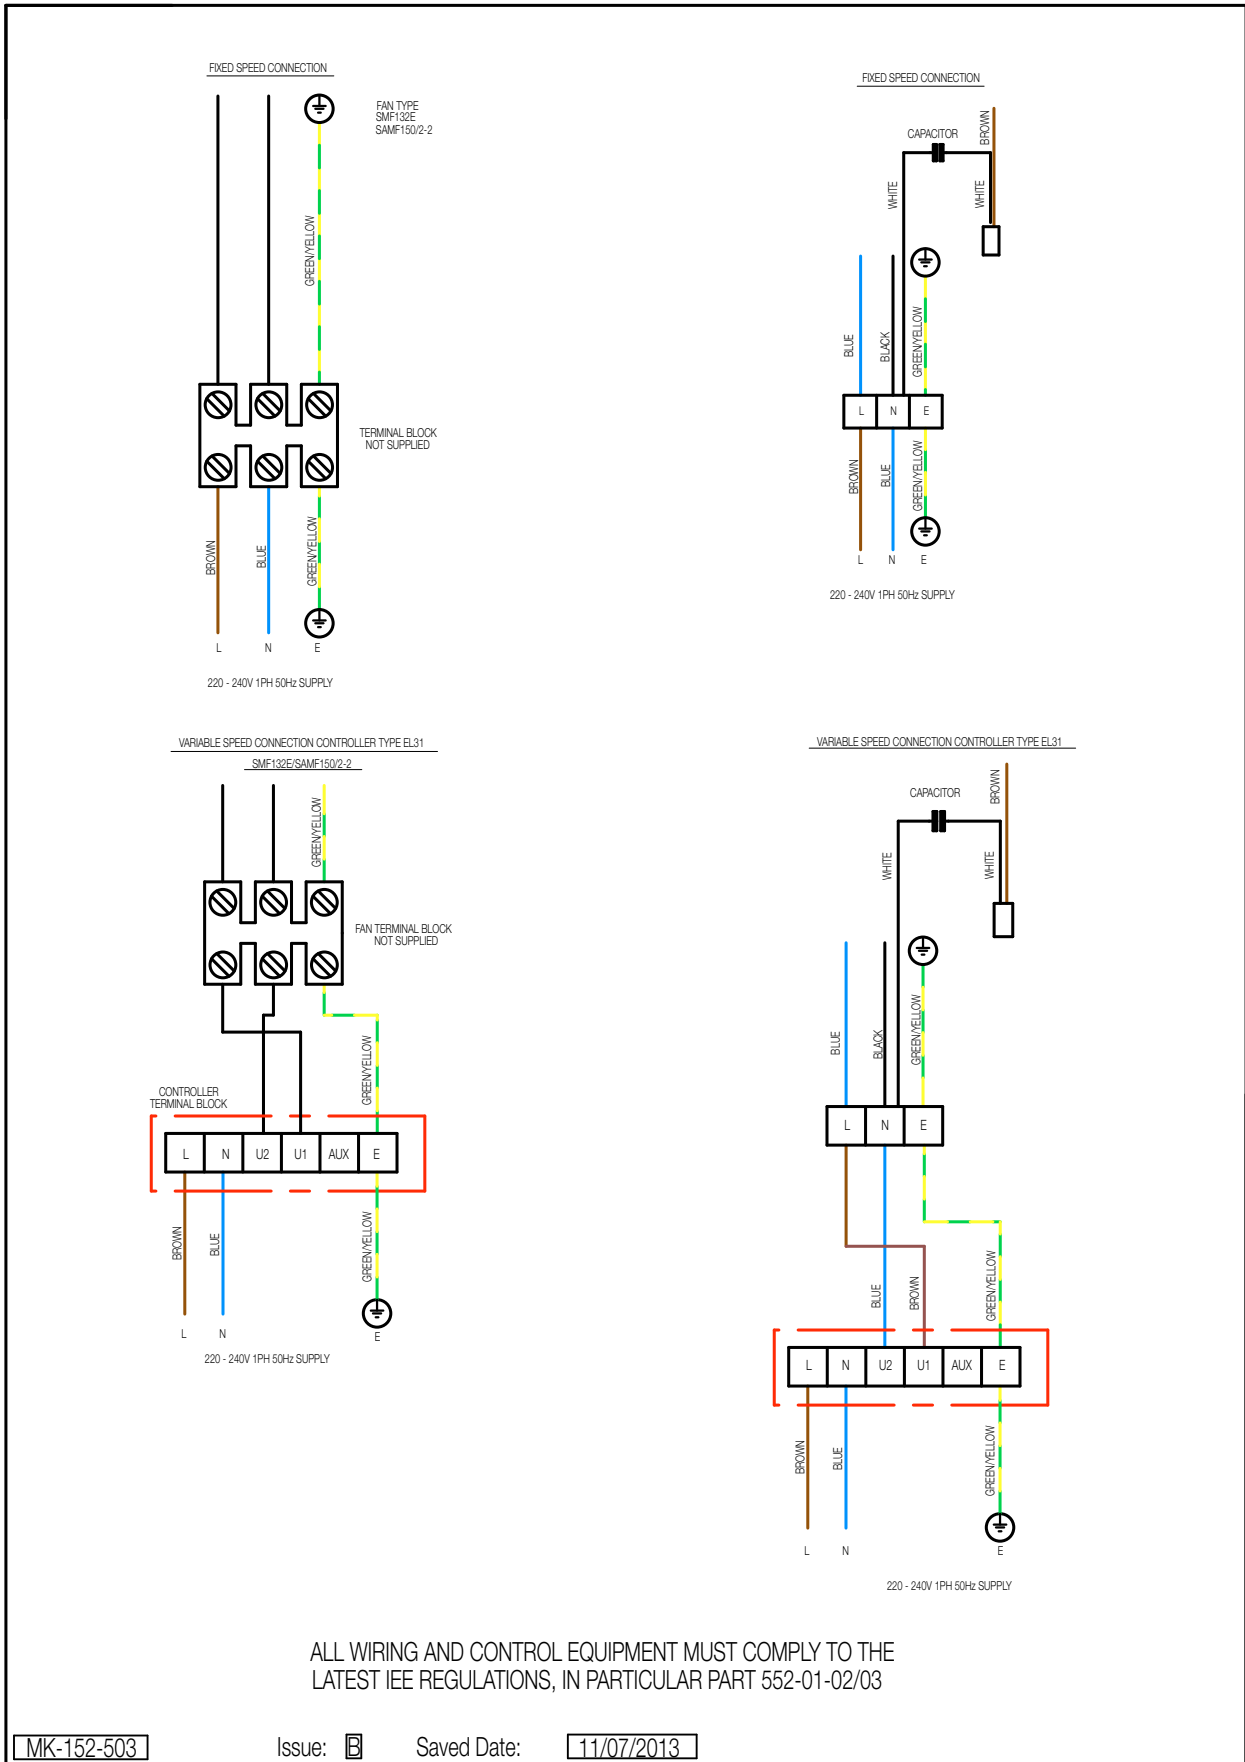 FIXED SPEED CONNECTION
FAN TYPE
SMF132E
SAMF150/2-2
GREEN/YELLOW
TERMINAL BLOCK
NOT SUPPLIED
BROWN
BLUE
GREEN/YELLOW
L N E
220 - 240V 1PH 50Hz SUPPLY
FIXED SPEED CONNECTION
CAPACITOR
BROWN
WHITE
WHITE
BLUE
BLACK
GREEN/YELLOW
L N E
BROWN
BLUE
GREEN/YELLOW
L N E
220 - 240V 1PH 50Hz SUPPLY
VARIABLE SPEED CONNECTION CONTROLLER TYPE EL31
SMF132E/SAMF150/2-2
GREEN/YELLOW
FAN TERMINAL BLOCK
NOT SUPPLIED
GREEN/YELLOW
CONTROLLER
TERMINAL BLOCK
L N U2 U1 AUX E
BROWN
BLUE
GREEN/YELLOW
L N E
220 - 240V 1PH 50Hz SUPPLY
VARIABLE SPEED CONNECTION CONTROLLER TYPE EL31
CAPACITOR
BROWN
WHITE
WHITE
BLUE
BLACK
GREEN/YELLOW
L N E
BLUE
BROWN
GREEN/YELLOW
L N U2 U1 AUX E
BROWN
BLUE
GREEN/YELLOW
L N E
220 - 240V 1PH 50Hz SUPPLY
ALL WIRING AND CONTROL EQUIPMENT MUST COMPLY TO THE
LATEST IEE REGULATIONS, IN PARTICULAR PART 552-01-02/03
MK-152-503 Issue: B Saved Date: 11/07/2013